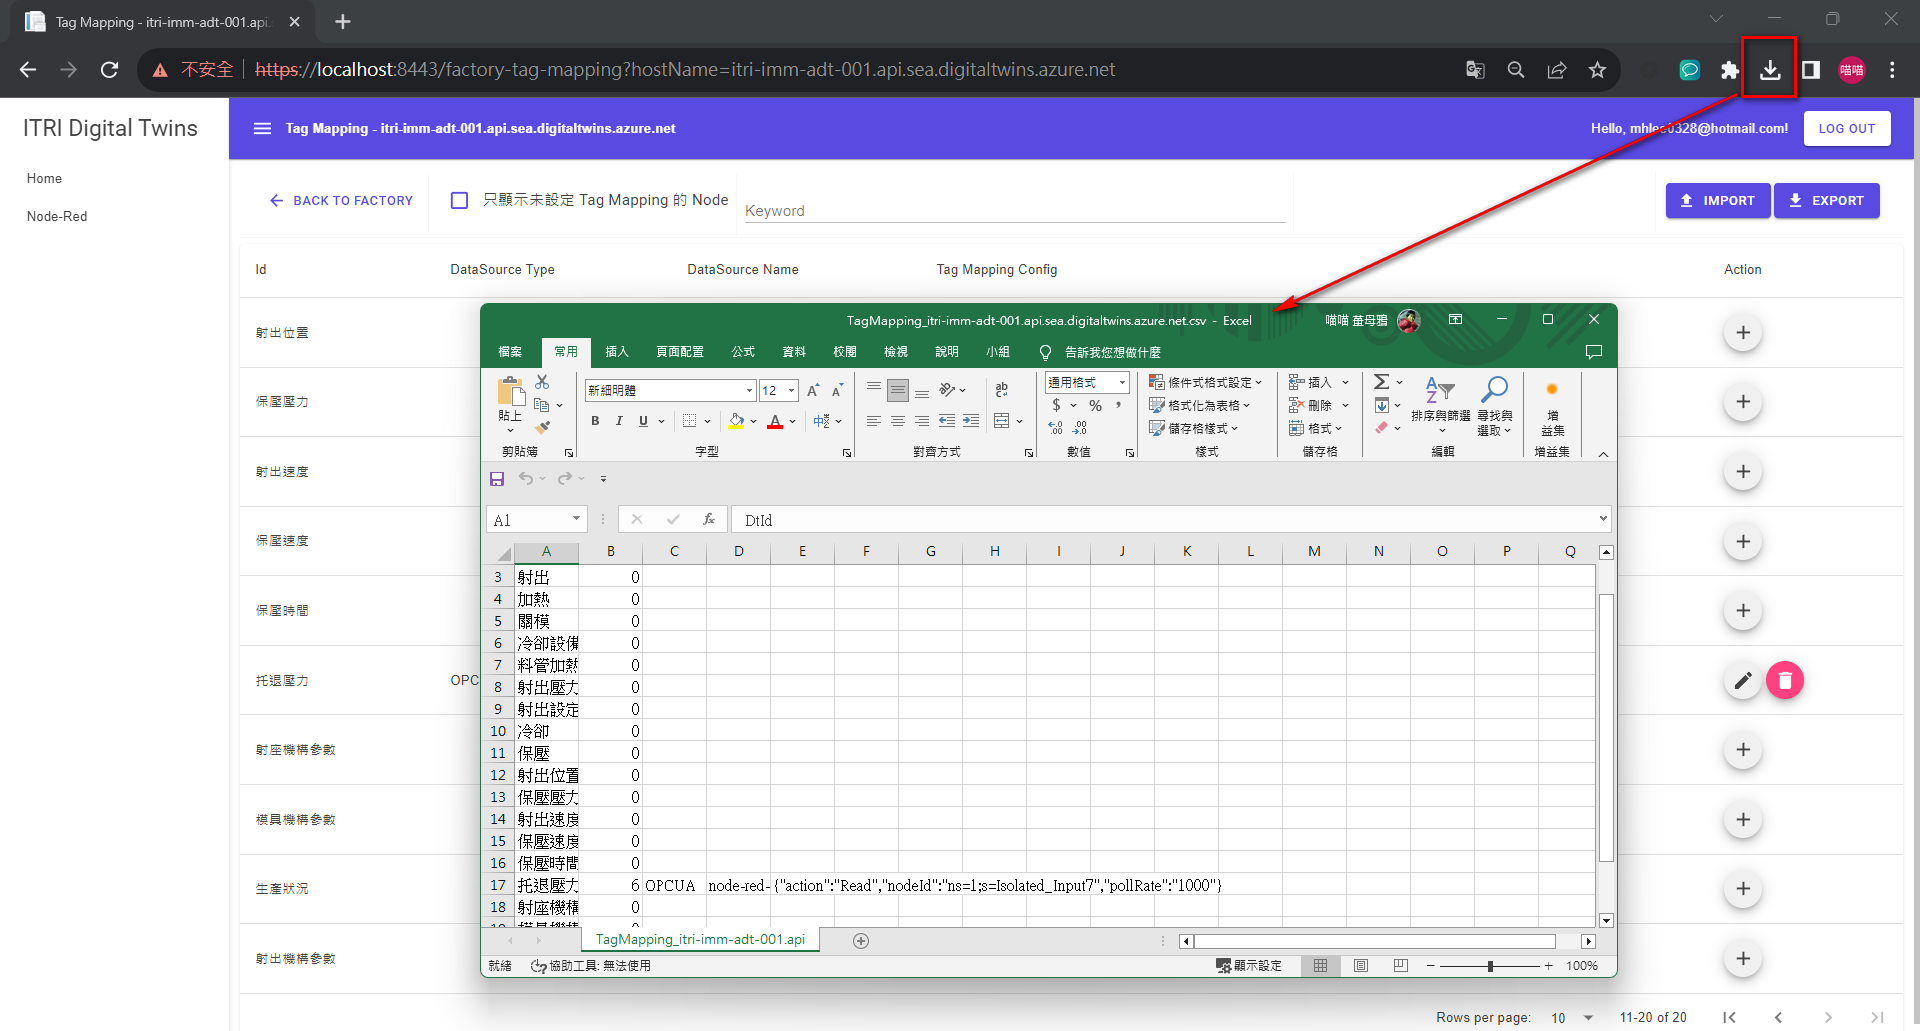 Tag Mapping - itri-imm-adt-001.api.
不安全 https://localhost:8443/factory-tag-mapping?hostName=itri-imm-adt-001.api.sea.digitaltwins.azure.net
喵喵
ITRI Digital Twins
Home
Node-Red
Tag Mapping - itri-imm-adt-001.api.sea.digitaltwins.azure.net
Hello, mhlee0328@hotmail.com!
LOG OUT
BACK TO FACTORY
只顯示未設定 Tag Mapping 的 Node
Keyword
IMPORT
EXPORT
Id DataSource Type DataSource Name Tag Mapping Config Action
射出位置
保壓壓力
射出速度
保壓速度
保壓時間
托退壓力 OPC
射座機構參數
模具機構參數
生產狀況
射出機構參數
TagMapping_itri-imm-adt-001.api.sea.digitaltwins.azure.net.csv - Excel
喵喵 董母鴉
檔案 常用 插入 頁面配置 公式 資料 校閱 檢視 說明 小組 告訴我您想做什麼
貼上
剪貼簿
新細明體 12
B I U
字型
對齊方式
通用格式
$ % ,
數值
條件式格式設定
格式化為表格
儲存格樣式
樣式
插入
刪除
格式
儲存格
排序與篩選
尋找與
選取
編輯
增
益集
增益集
A1 fx DtId
A B C D E F G H I J K L M N O P Q
3 射出 0
4 加熱 0
5 關模 0
6 冷卻設備 0
7 料管加熱 0
8 射出壓力 0
9 射出設定 0
10 冷卻 0
11 保壓 0
12 射出位置 0
13 保壓壓力 0
14 射出速度 0
15 保壓速度 0
16 保壓時間 0
17 托退壓力 6 OPCUA node-red- {"action":"Read","nodeId":"ns=1;s=Isolated_Input7","pollRate":"1000"}
18 射座機構 0
TagMapping_itri-imm-adt-001.api
就緒 協助工具: 無法使用
顯示設定
100%
Rows per page: 10 11-20 of 20